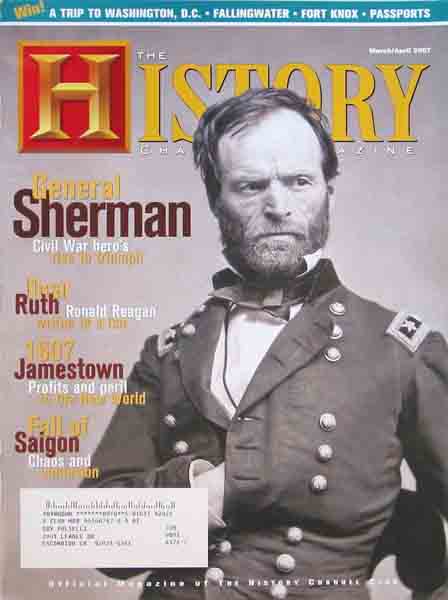 Win! A TRIP TO WASHINGTON, D.C. • FALLINGWATER • FORT KNOX • PASSPORTS
March/April 2007
THE
HISTORY
General
Sherman
Civil War hero's
rise to triumph
Dear
Ruth
Ronald Reagan
writes to a fan
1607
Jamestown
Profits and peril
in the New World
Fall of
Saigon
Chaos and
Official Magazine of The History Channel Club